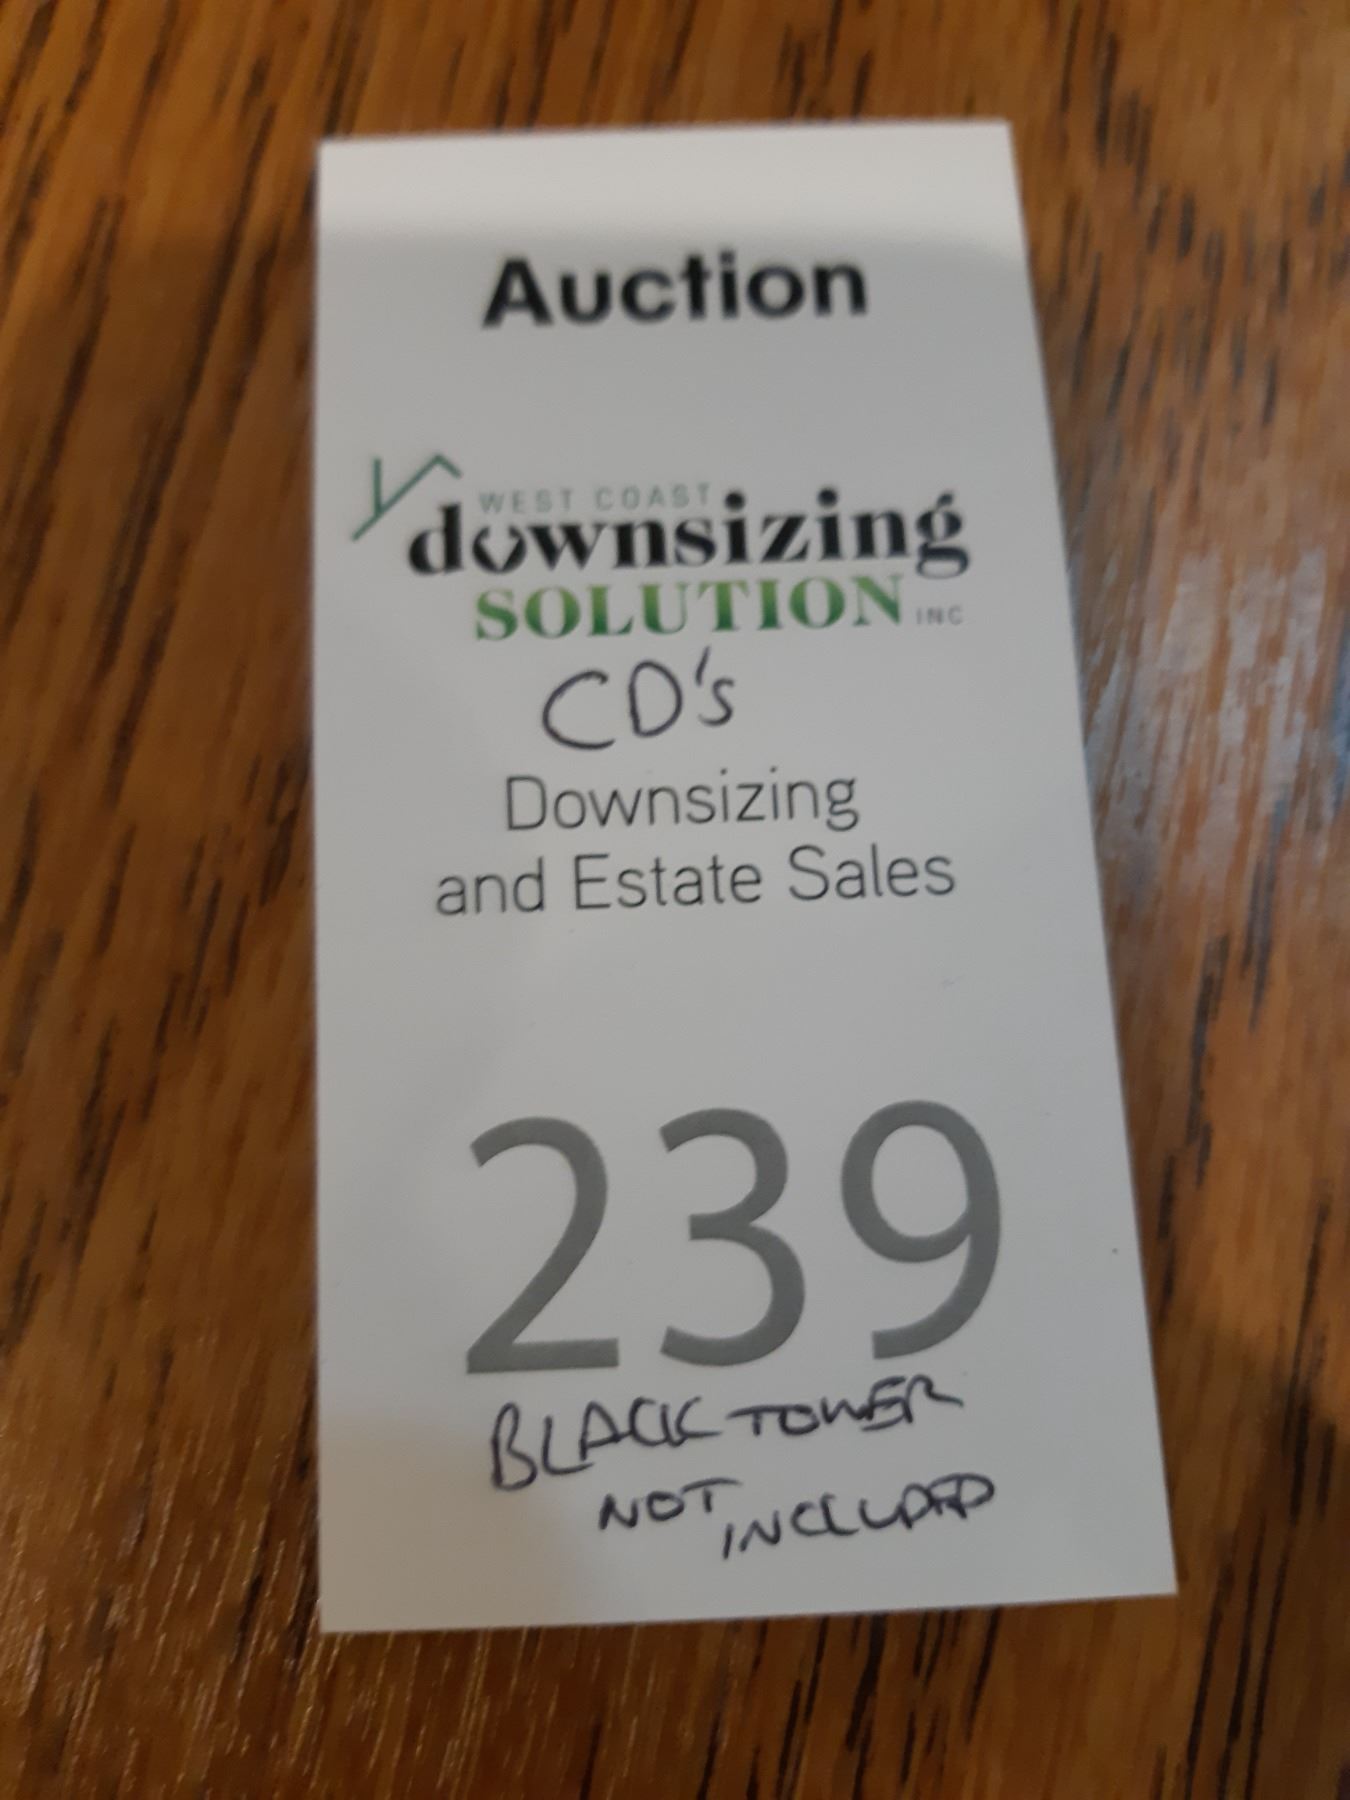 Auction
WEST COAST
downsizing
SOLUTION INC
CD's
Downsizing
and Estate Sales
239
BLACK TOWER
NOT INCLUDED